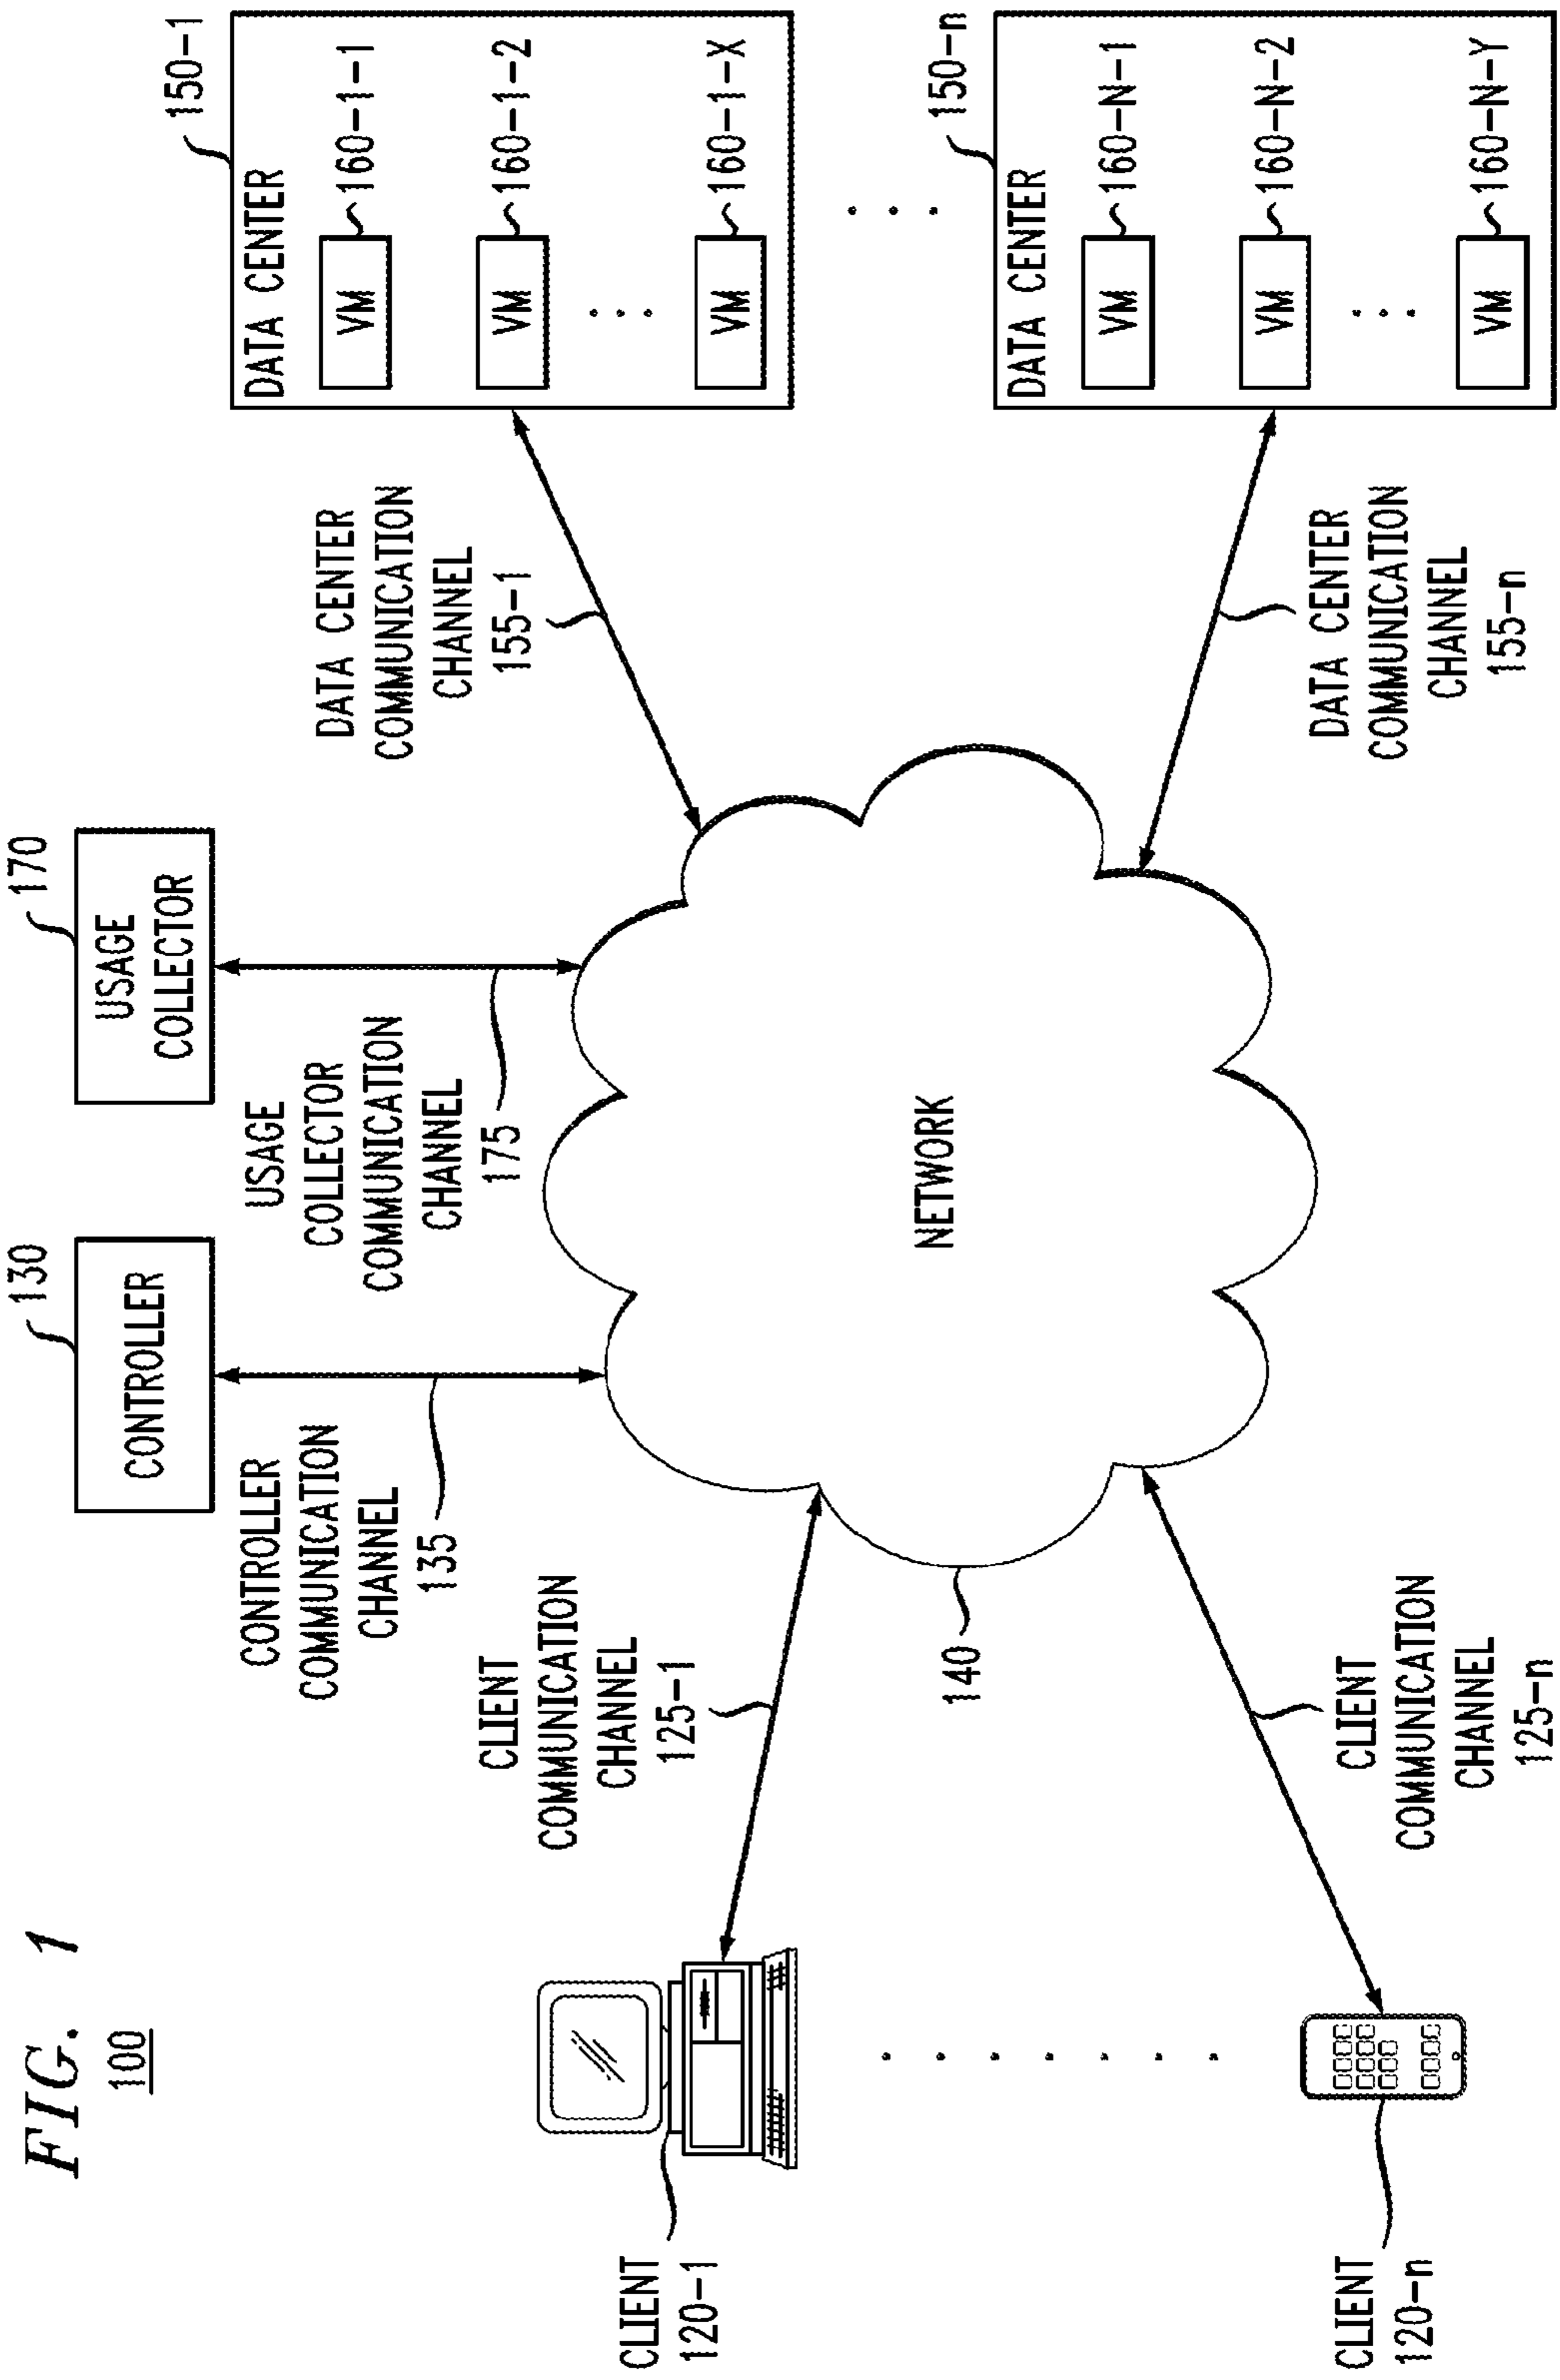 FIG. 1
100
130
CONTROLLER
170
USAGE
COLLECTOR
CONTROLLER
COMMUNICATION
CHANNEL
135
USAGE
COLLECTOR
COMMUNICATION
CHANNEL
175
DATA CENTER
COMMUNICATION
CHANNEL
155-1
150-1
DATA CENTER
VM
160-1-1
VM
160-1-2
VM
160-1-X
CLIENT
COMMUNICATION
CHANNEL
125-1
CLIENT
120-1
NETWORK
140
150-n
DATA CENTER
VM
160-N-1
VM
160-N-2
VM
160-N-Y
CLIENT
120-n
CLIENT
COMMUNICATION
CHANNEL
125-n
DATA CENTER
COMMUNICATION
CHANNEL
155-n